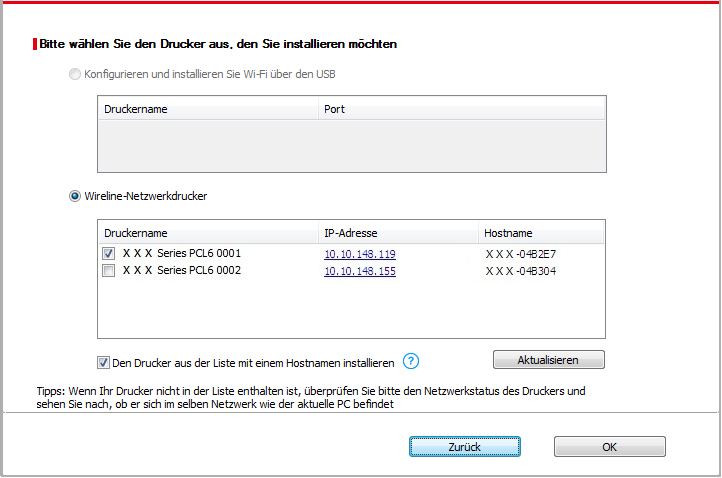 Bitte wählen Sie den Drucker aus, den Sie installieren möchten
Konfigurieren und installieren Sie Wi-Fi über den USB
Druckername Port
Wireline-Netzwerkdrucker
Druckername IP-Adresse Hostname
X X X Series PCL6 0001 10.10.148.119 X X X -04B2E7
X X X Series PCL6 0002 10.10.148.155 X X X -04B304
Den Drucker aus der Liste mit einem Hostnamen installieren ? Aktualisieren
Tipps: Wenn Ihr Drucker nicht in der Liste enthalten ist, überprüfen Sie bitte den Netzwerkstatus des Druckers und
sehen Sie nach, ob er sich im selben Netzwerk wie der aktuelle PC befindet
Zurück OK